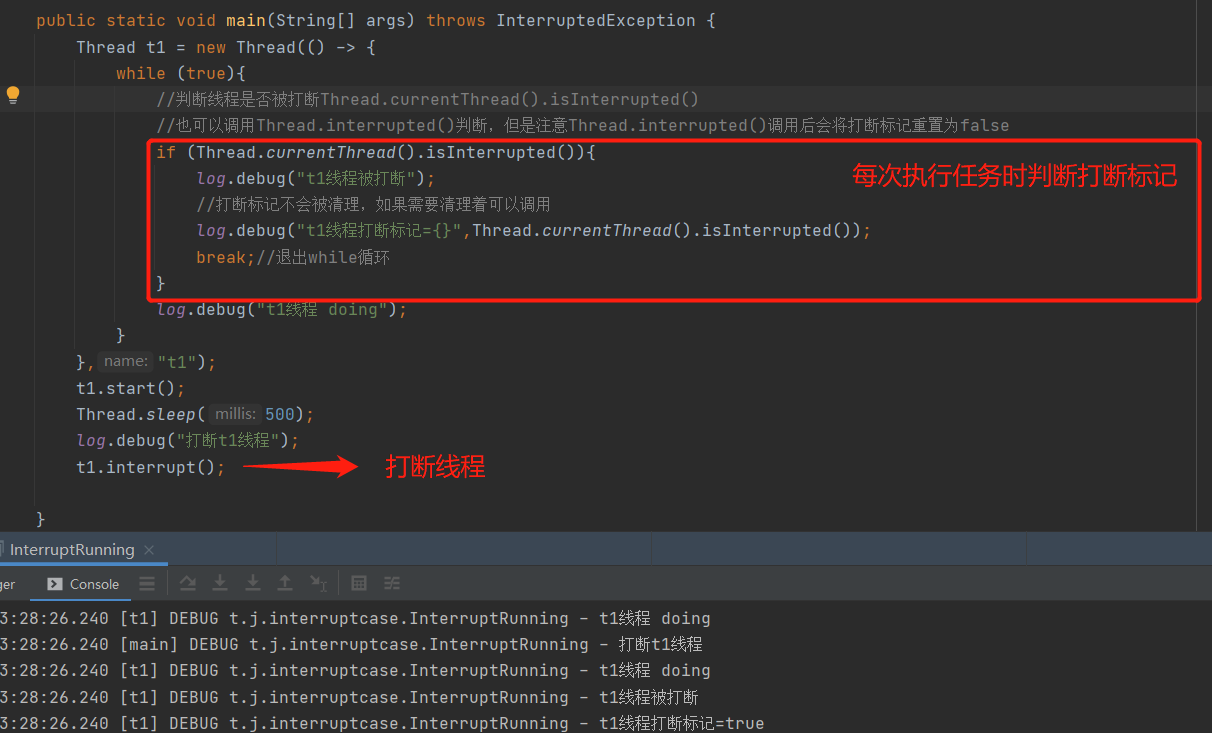 public static void main(String[] args) throws InterruptedException {
Thread t1 = new Thread(() -> {
while (true){
//判断线程是否被打断Thread.currentThread().isInterrupted()
//也可以调用Thread.interrupted()判断，但是注意Thread.interrupted()调用后会将打断标记重置为false
if (Thread.currentThread().isInterrupted()){
每次执行任务时判断打断标记
log.debug("t1线程被打断");
//打断标记不会被清理，如果需要清理着可以调用
log.debug("t1线程打断标记={}",Thread.currentThread().isInterrupted());
break;//退出while循环
}
log.debug("t1线程 doing");
}
}, name: "t1");
t1.start();
Thread.sleep( millis: 500);
log.debug("打断t1线程");
t1.interrupt();
打断线程
}
InterruptRunning ×
ger Console
3:28:26.240 [t1] DEBUG t.j.interruptcase.InterruptRunning - t1线程 doing
3:28:26.240 [main] DEBUG t.j.interruptcase.InterruptRunning - 打断t1线程
3:28:26.240 [t1] DEBUG t.j.interruptcase.InterruptRunning - t1线程 doing
3:28:26.240 [t1] DEBUG t.j.interruptcase.InterruptRunning - t1线程被打断
3:28:26.240 [t1] DEBUG t.j.interruptcase.InterruptRunning - t1线程打断标记=true